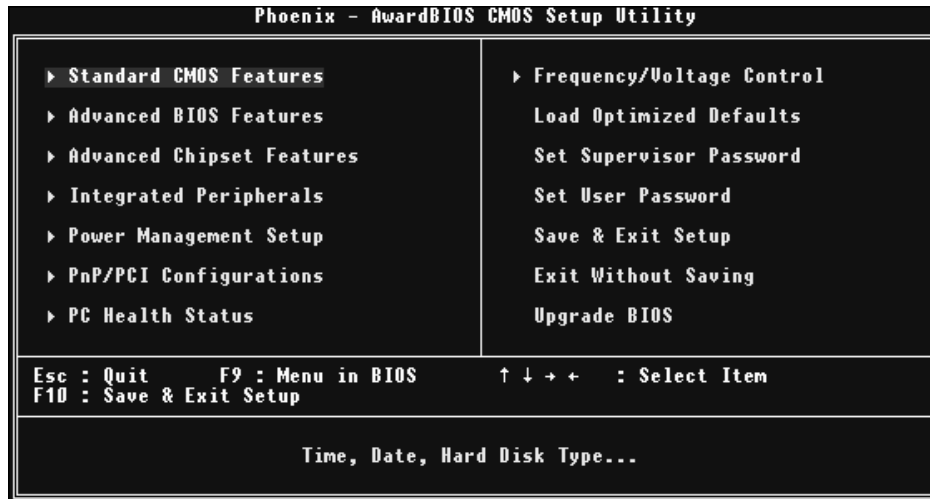 Phoenix - AwardBIOS CMOS Setup Utility
▸ Standard CMOS Features
▸ Advanced BIOS Features
▸ Advanced Chipset Features
▸ Integrated Peripherals
▸ Power Management Setup
▸ PnP/PCI Configurations
▸ PC Health Status
▸ Frequency/Voltage Control
Load Optimized Defaults
Set Supervisor Password
Set User Password
Save & Exit Setup
Exit Without Saving
Upgrade BIOS
Esc : Quit F9 : Menu in BIOS ↑ ↓ → ← : Select Item
F10 : Save & Exit Setup
Time, Date, Hard Disk Type...